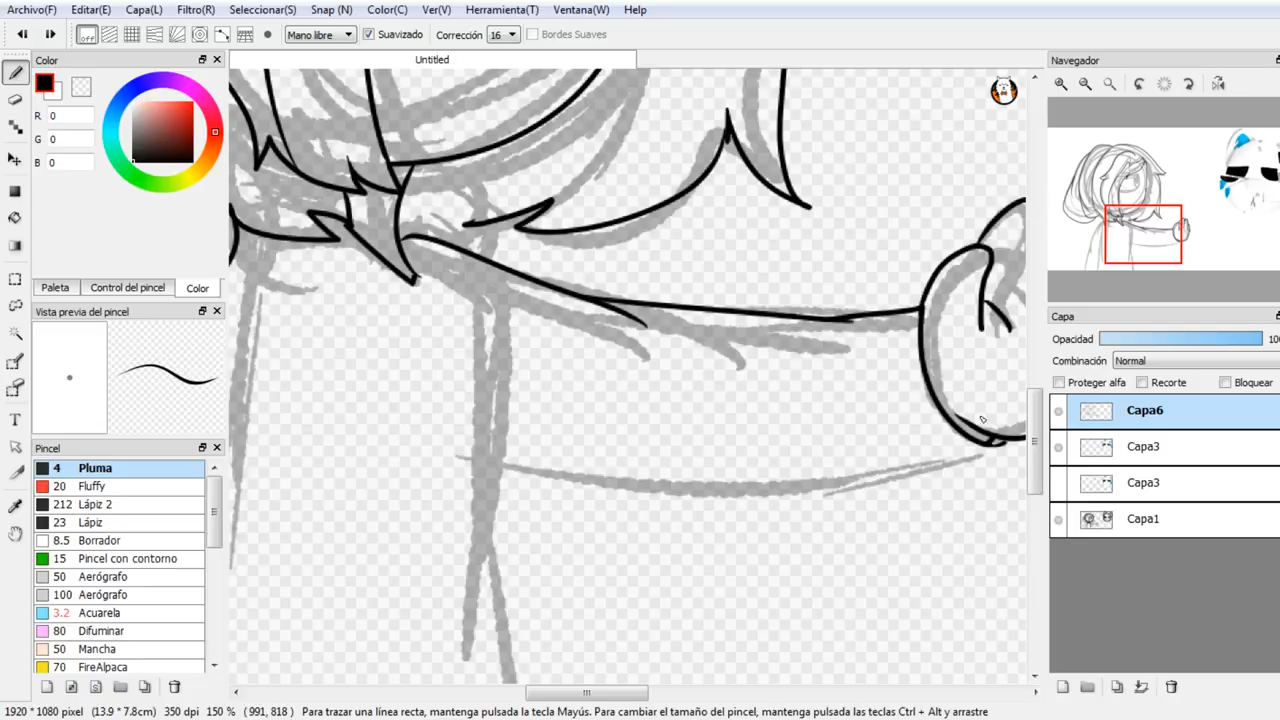 Archivo(F) Editar(E) Capa(L) Filtro(R) Seleccionar(S) Snap (N) Color(C) Ver(V) Herramienta(T) Ventana(W) Help
Off Mano libre Suavizado Corrección 16 Bordes Suaves
Color
Untitled
Navegador
R 0
G 0
B 0
Paleta Control del pincel Color
Vista previa del pincel
Capa
Opacidad 100
Combinación Normal
Proteger alfa Recorte Bloquear
Capa6
Capa3
Capa3
Capa1
Pincel
4 Pluma
20 Fluffy
212 Lápiz 2
23 Lápiz
8.5 Borrador
15 Pincel con contorno
50 Aerógrafo
100 Aerógrafo
3.2 Acuarela
80 Difuminar
50 Mancha
70 FireAlpaca
1920 * 1080 pixel (13.9 * 7.8cm) 350 dpi 150 % ( 991, 818 ) Para trazar una línea recta, mantenga pulsada la tecla Mayús. Para cambiar el tamaño del pincel, mantenga pulsada las teclas Ctrl + Alt y arrastre